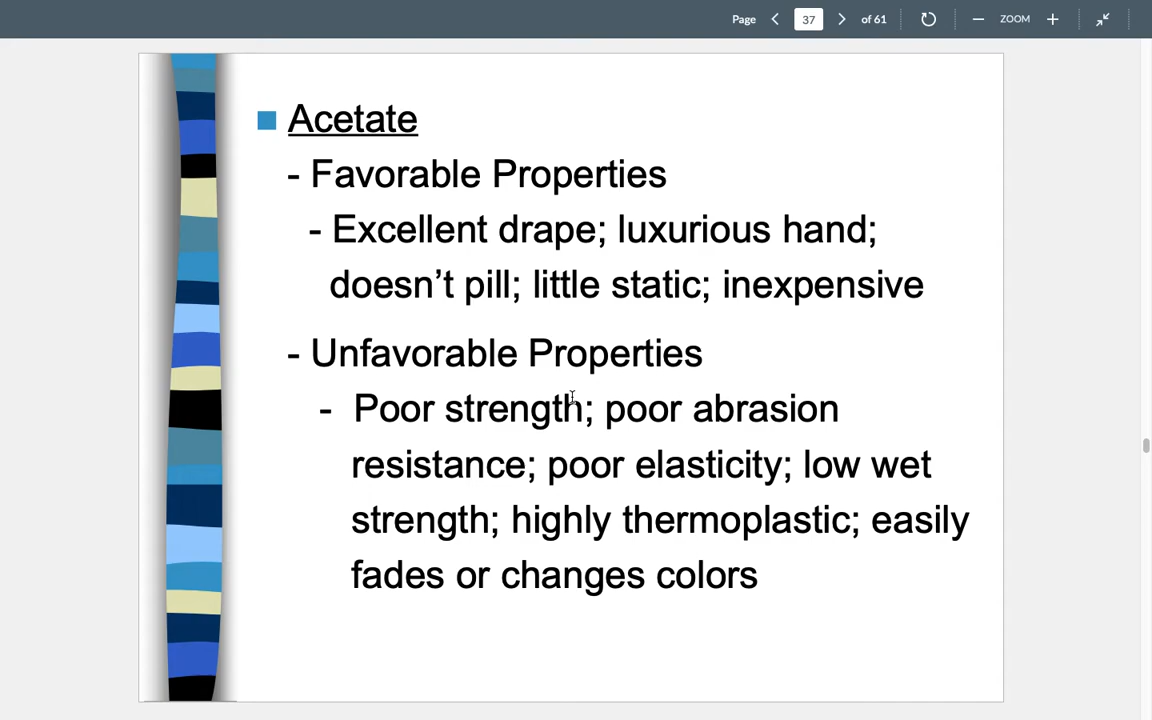 Page 37 of 61 ZOOM
Acetate
- Favorable Properties
- Excellent drape; luxurious hand;
doesn’t pill; little static; inexpensive
- Unfavorable Properties
- Poor strength; poor abrasion
resistance; poor elasticity; low wet
strength; highly thermoplastic; easily
fades or changes colors